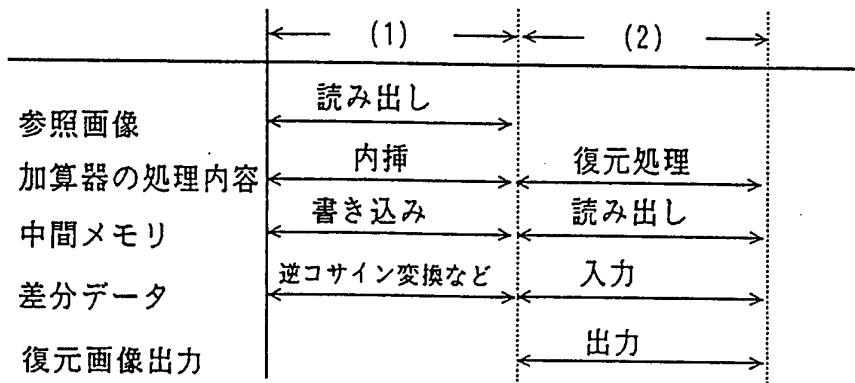 (1) (2)
参照画像 読み出し
加算器の処理内容 内挿 復元処理
中間メモリ 書き込み 読み出し
差分データ 逆コサイン変換など 入力
復元画像出力 出力